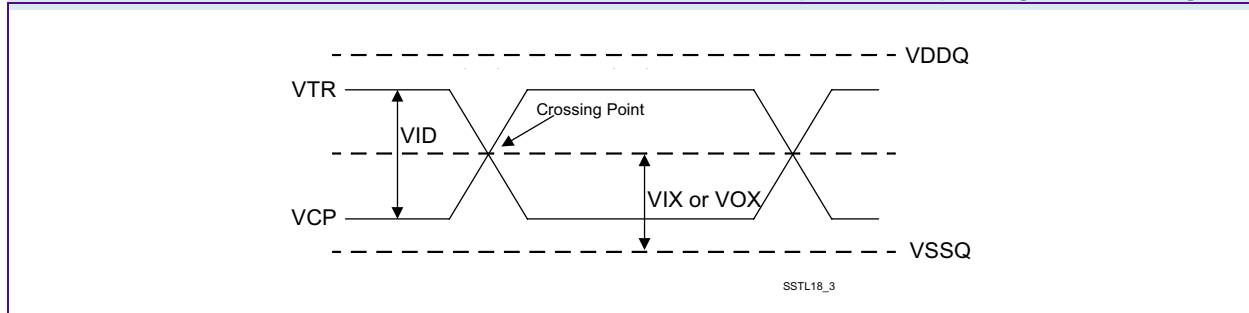 VDDQ
VTR
Crossing Point
VID
VIX or VOX
VCP
VSSQ
SSTL18_3